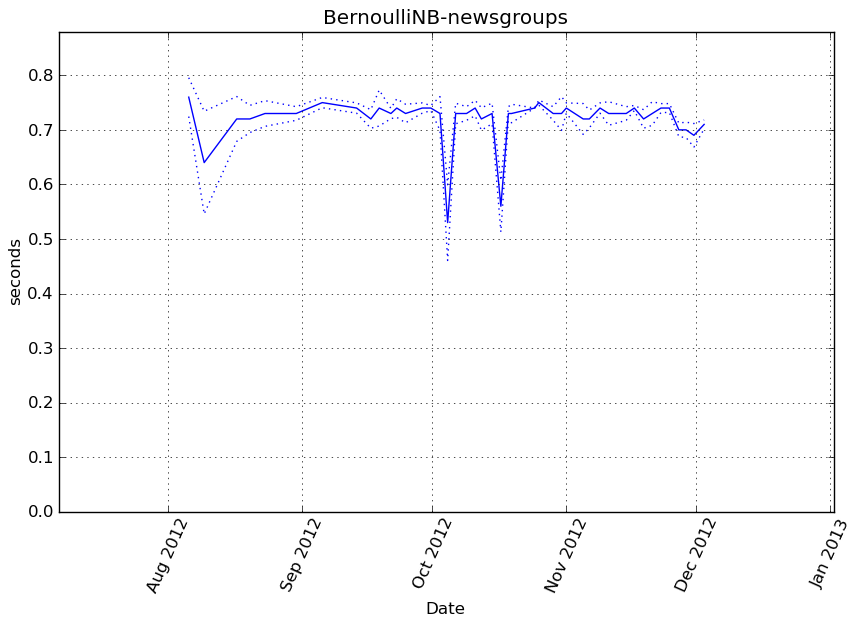 BernoulliNB-newsgroups
0.8
0.7
0.6
0.5
0.4
0.3
0.2
0.1
0.0
seconds
Aug 2012
Sep 2012
Oct 2012
Nov 2012
Dec 2012
Jan 2013
Date